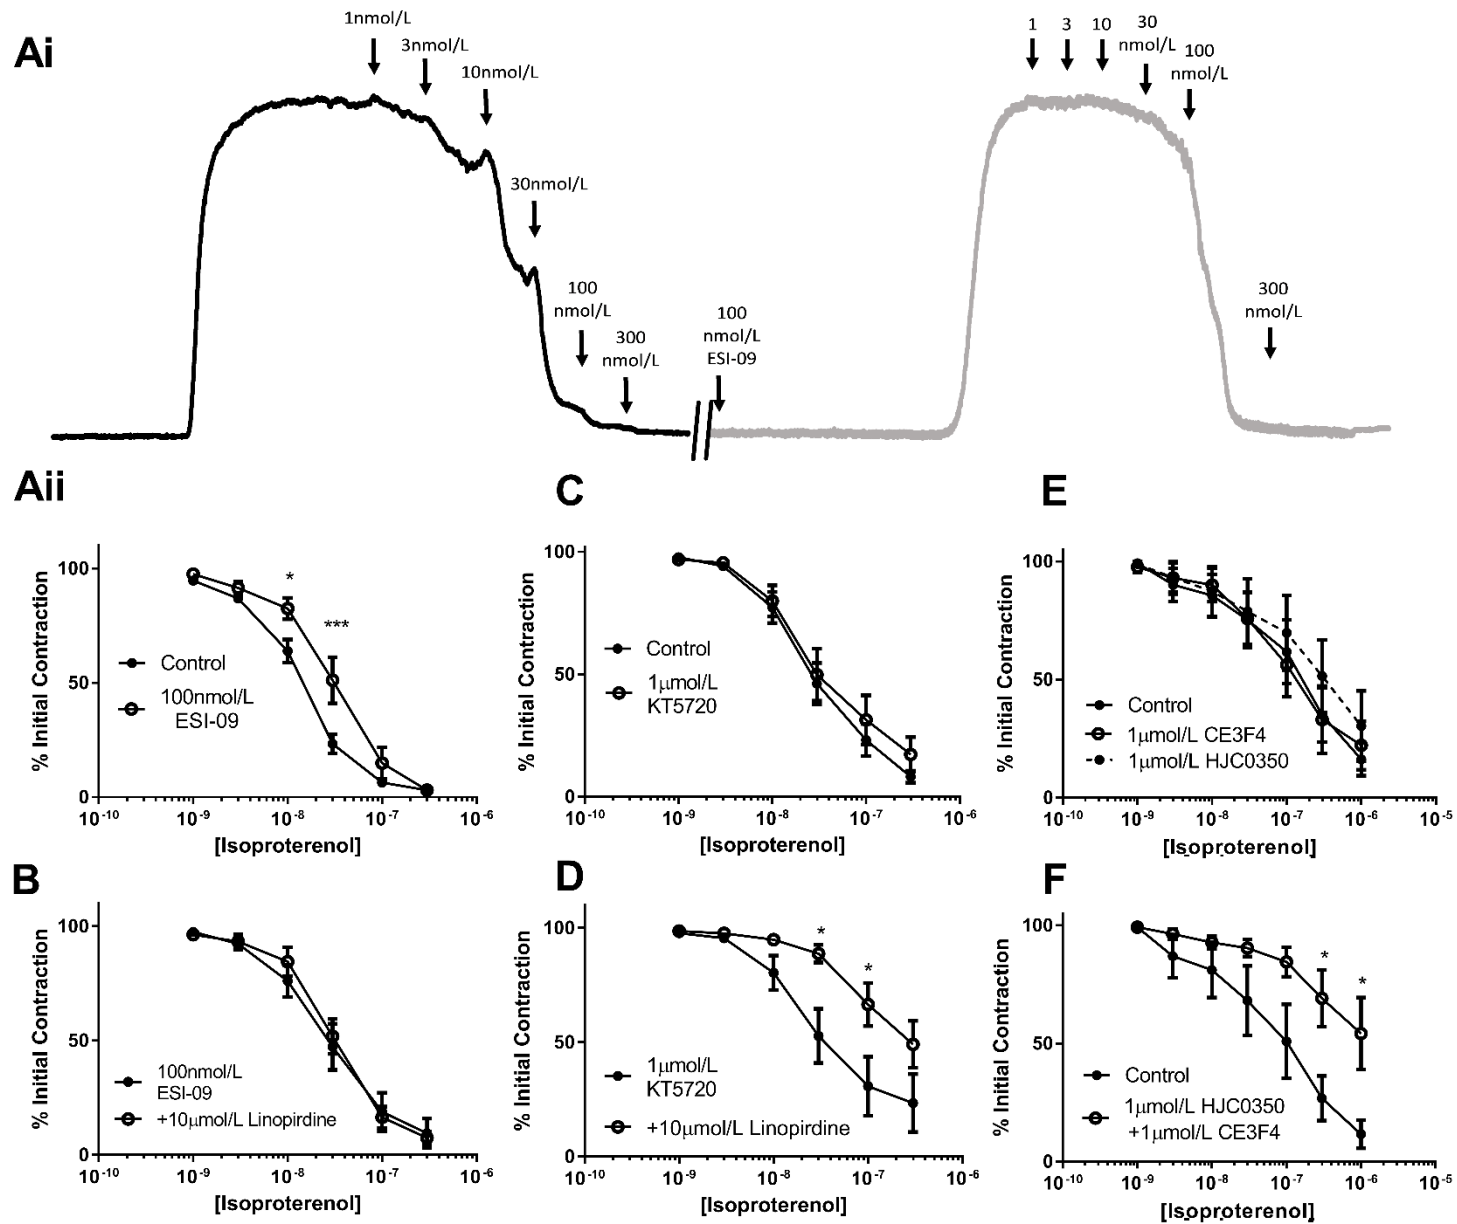 Ai
1nmol/L
3nmol/L
10nmol/L
30nmol/L
100
nmol/L
300
nmol/L
100
nmol/L
ESI-09
1
3
10
30
nmol/L
100
nmol/L
300
nmol/L
Aii
% Initial Contraction
100
50
0
*
***
Control
100nmol/L
ESI-09
10-10
10-9
10-8
10-7
10-6
[Isoproterenol]
C
% Initial Contraction
100
50
0
Control
1μmol/L
KT5720
10-10
10-9
10-8
10-7
10-6
[Isoproterenol]
E
% Initial Contraction
100
50
0
Control
1μmol/L CE3F4
1μmol/L HJC0350
10-10
10-9
10-8
10-7
10-6
10-5
[Isoproterenol]
B
% Initial Contraction
100
50
0
100nmol/L
ESI-09
+10μmol/L Linopirdine
10-10
10-9
10-8
10-7
10-6
[Isoproterenol]
D
% Initial Contraction
100
50
0
*
*
1μmol/L
KT5720
+10μmol/L Linopirdine
10-10
10-9
10-8
10-7
10-6
[Isoproterenol]
F
% Initial Contraction
100
50
0
*
*
Control
1μmol/L HJC0350
+1μmol/L CE3F4
10-10
10-9
10-8
10-7
10-6
10-5
[Isoproterenol]